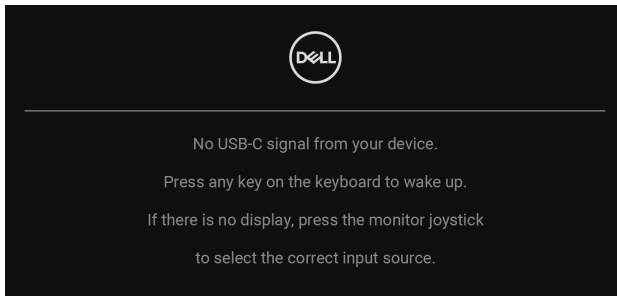 DELL
No USB-C signal from your device.
Press any key on the keyboard to wake up.
If there is no display, press the monitor joystick
to select the correct input source.